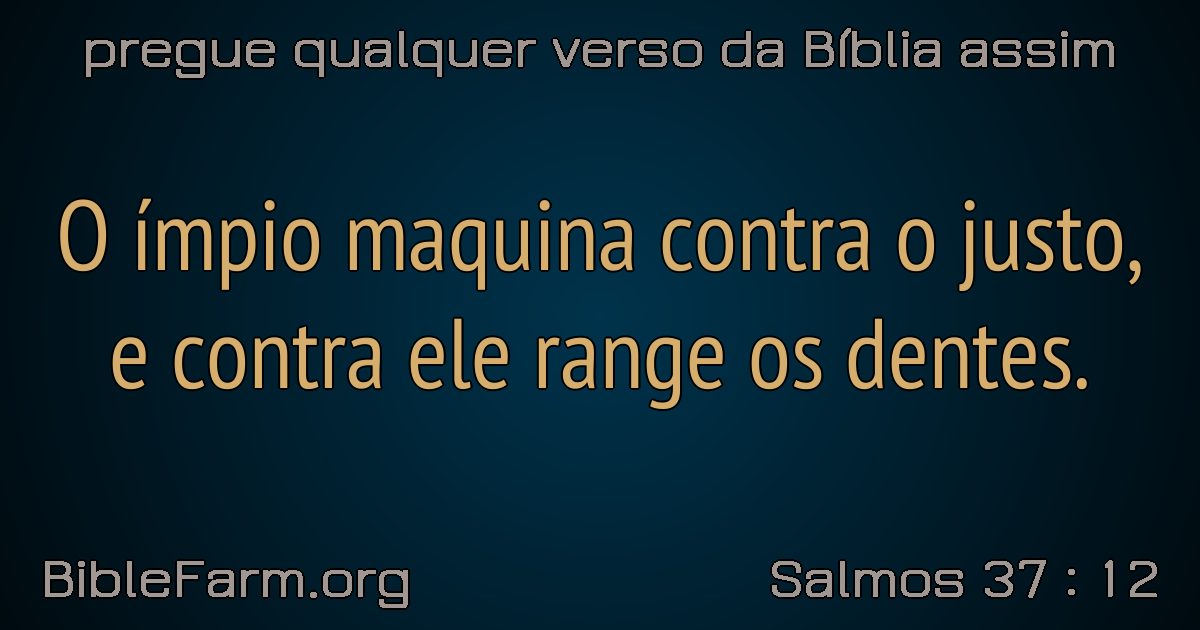 pregue qualquer verso da Bíblia assim
O ímpio maquina contra o justo,
e contra ele range os dentes.
BibleFarm.org
Salmos 37 : 12